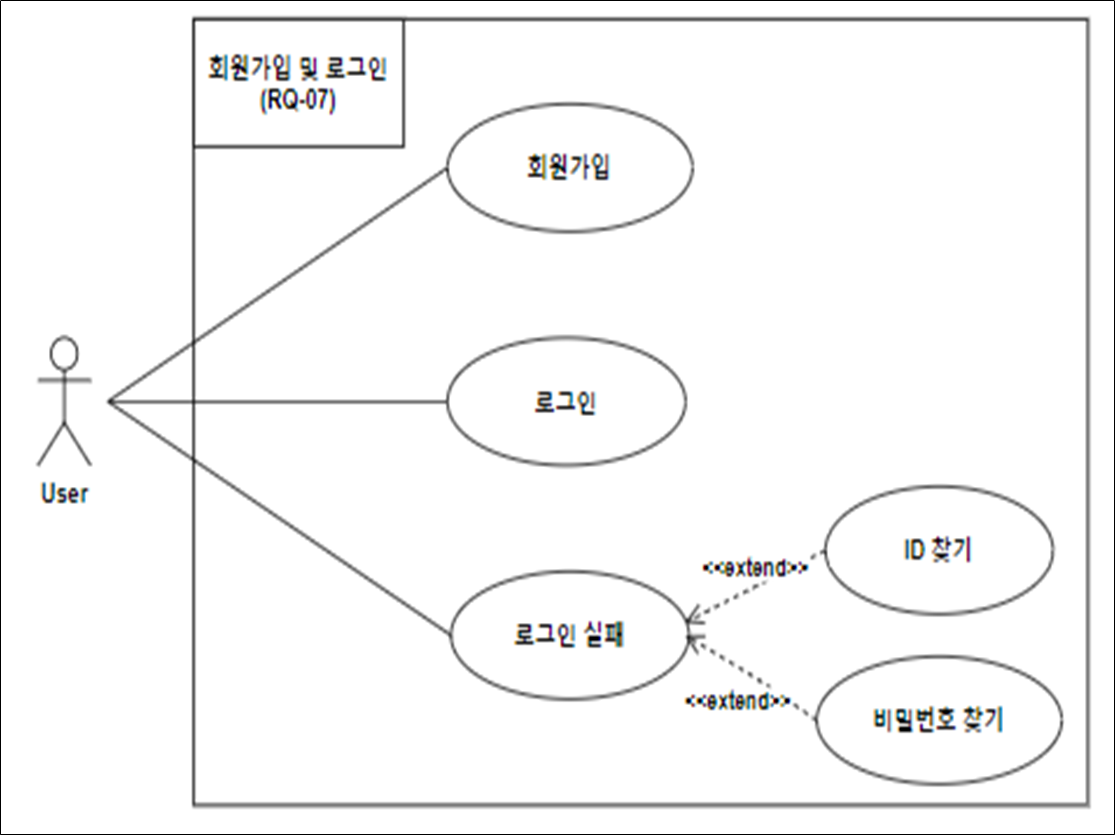 회원가입 및 로그인
(RQ-07)
회원가입
로그인
User
ID 찾기
<<extend>>
로그인 실패
<<extend>>
비밀번호 찾기